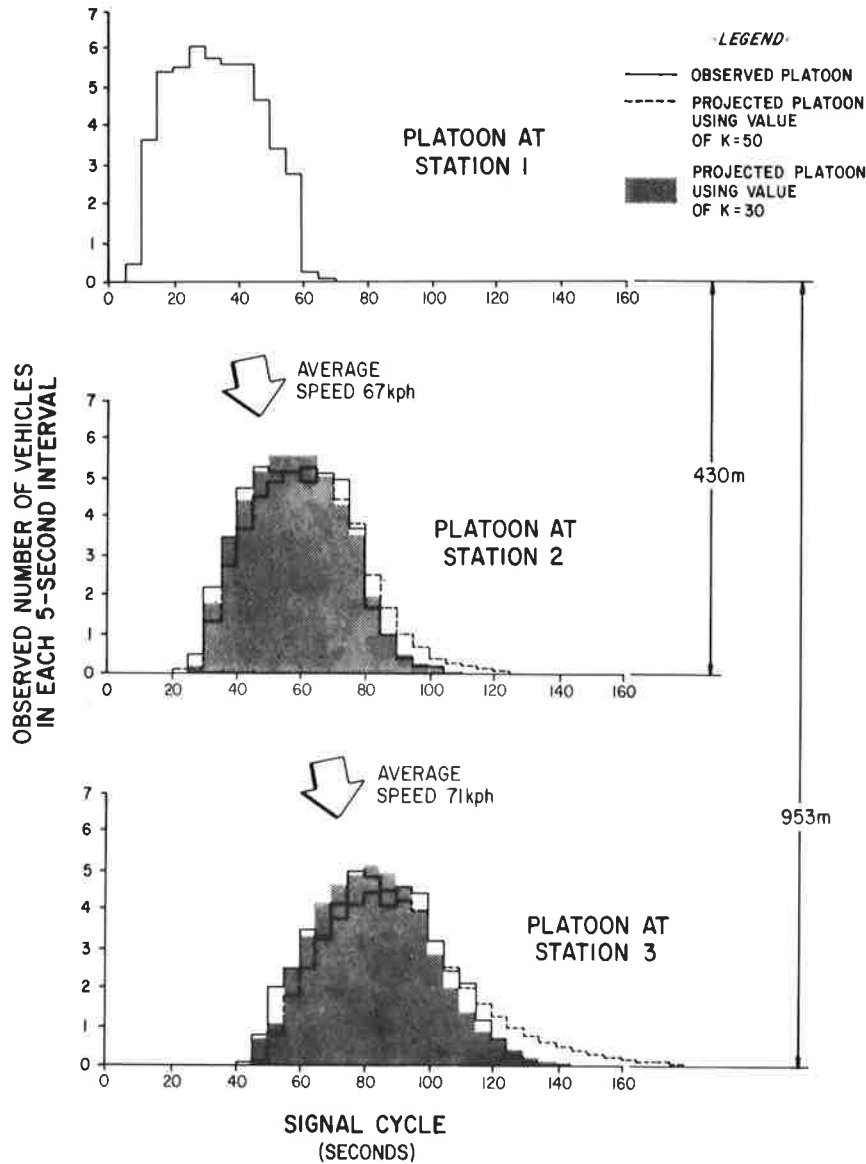 -LEGEND-
OBSERVED PLATOON
PROJECTED PLATOON
USING VALUE
OF K=50
PROJECTED PLATOON
USING VALUE
OF K=30
7
6
5
4
3
2
1
0
0 20 40 60 80 100 120 140 160
PLATOON AT
STATION 1
AVERAGE
SPEED 67kph
OBSERVED NUMBER OF VEHICLES
IN EACH 5-SECOND INTERVAL
7
6
5
4
3
2
1
0
0 20 40 60 80 100 120 140 160
PLATOON AT
STATION 2
430m
AVERAGE
SPEED 71kph
953m
7
6
5
4
3
2
1
0
0 20 40 60 80 100 120 140 160
PLATOON AT
STATION 3
SIGNAL CYCLE
(SECONDS)